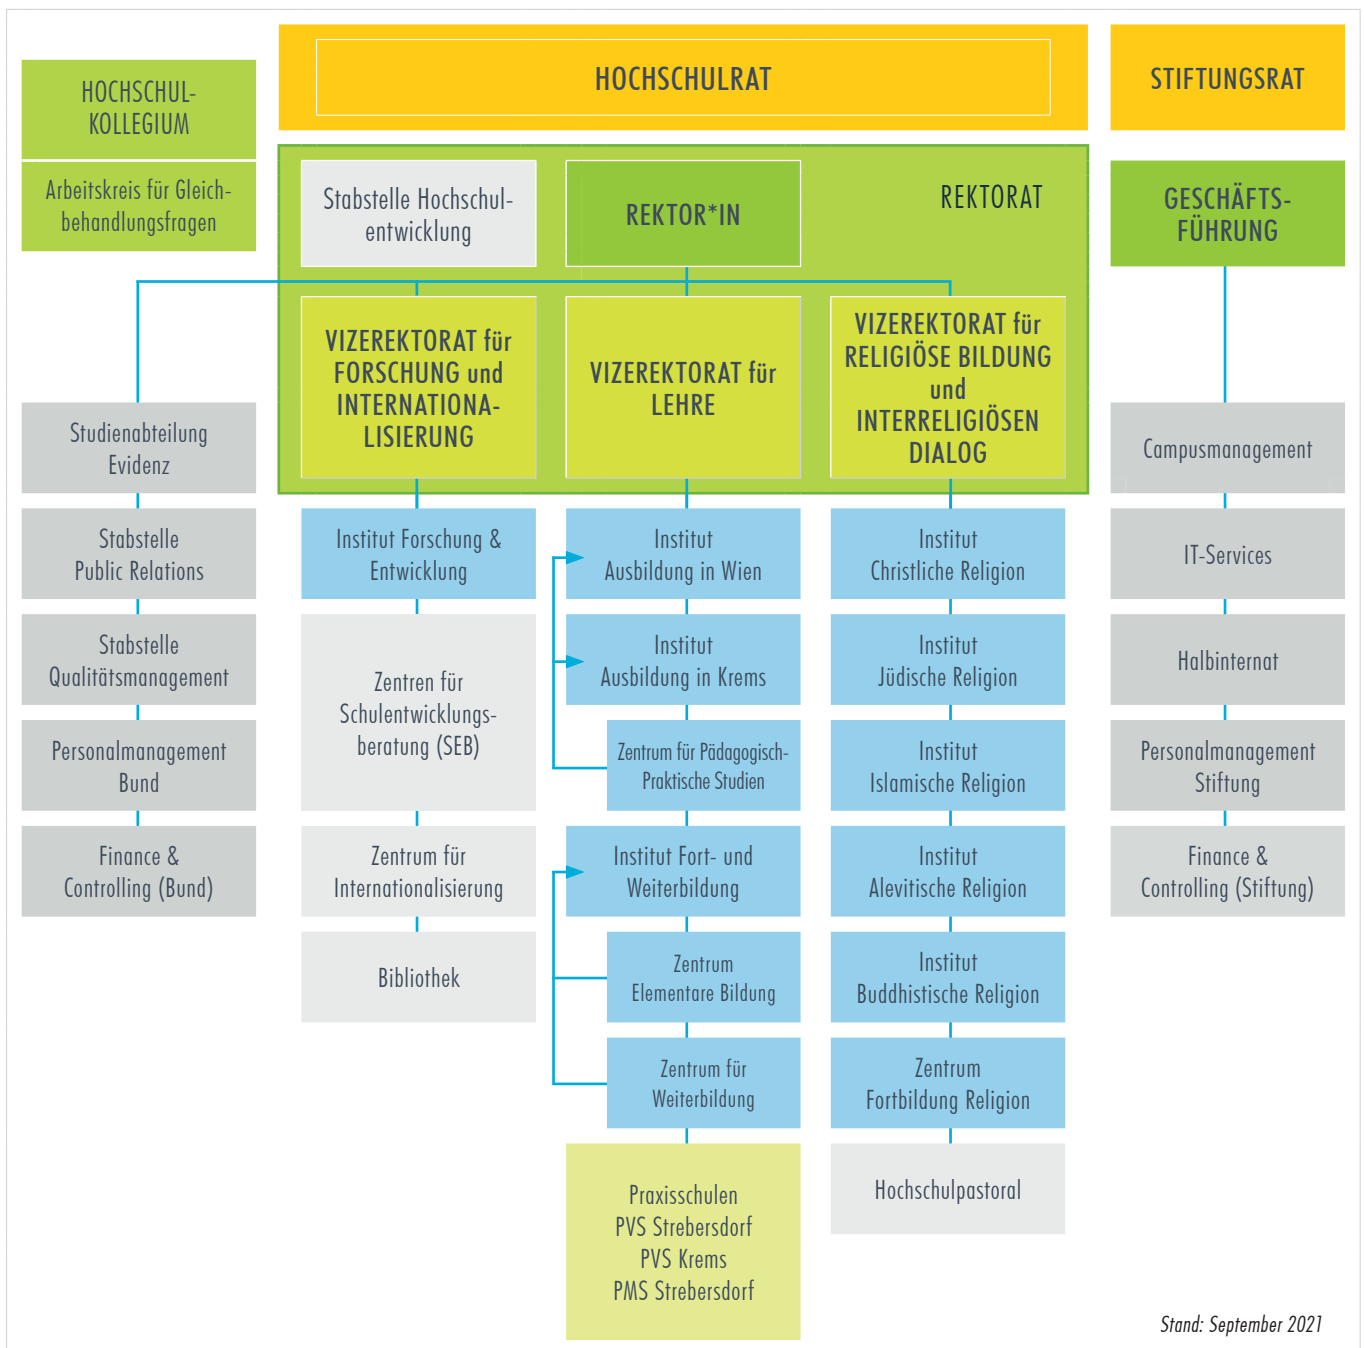 HOCHSCHUL-
KOLLEGIUM
Arbeitskreis für Gleich-
behandlungsfragen
HOCHSCHULRAT
STIFTUNGSRAT
Stabstelle Hochschul-
entwicklung
REKTOR*IN
REKTORAT
GESCHÄFTS-
FÜHRUNG
VIZEREKTORAT für
FORSCHUNG und
INTERNATIONA-
LISIERUNG
VIZEREKTORAT für
LEHRE
VIZEREKTORAT für
RELIGIÖSE BILDUNG
und
INTERRELIGIÖSEN
DIALOG
Studienabteilung
Evidenz
Stabstelle
Public Relations
Stabstelle
Qualitätsmanagement
Personalmanagement
Bund
Finance &
Controlling (Bund)
Institut Forschung &
Entwicklung
Zentren für
Schulentwicklungs-
beratung (SEB)
Zentrum für
Internationalisierung
Bibliothek
Institut
Ausbildung in Wien
Institut
Ausbildung in Krems
Zentrum für Pädagogisch-
Praktische Studien
Institut Fort- und
Weiterbildung
Zentrum
Elementare Bildung
Zentrum für
Weiterbildung
Praxisschulen
PVS Strebersdorf
PVS Krems
PMS Strebersdorf
Institut
Christliche Religion
Institut
Jüdische Religion
Institut
Islamische Religion
Institut
Alevitische Religion
Institut
Buddhistische Religion
Zentrum
Fortbildung Religion
Hochschulpastoral
Campusmanagement
IT-Services
Halbinternat
Personalmanagement
Stiftung
Finance &
Controlling (Stiftung)
Stand: September 2021